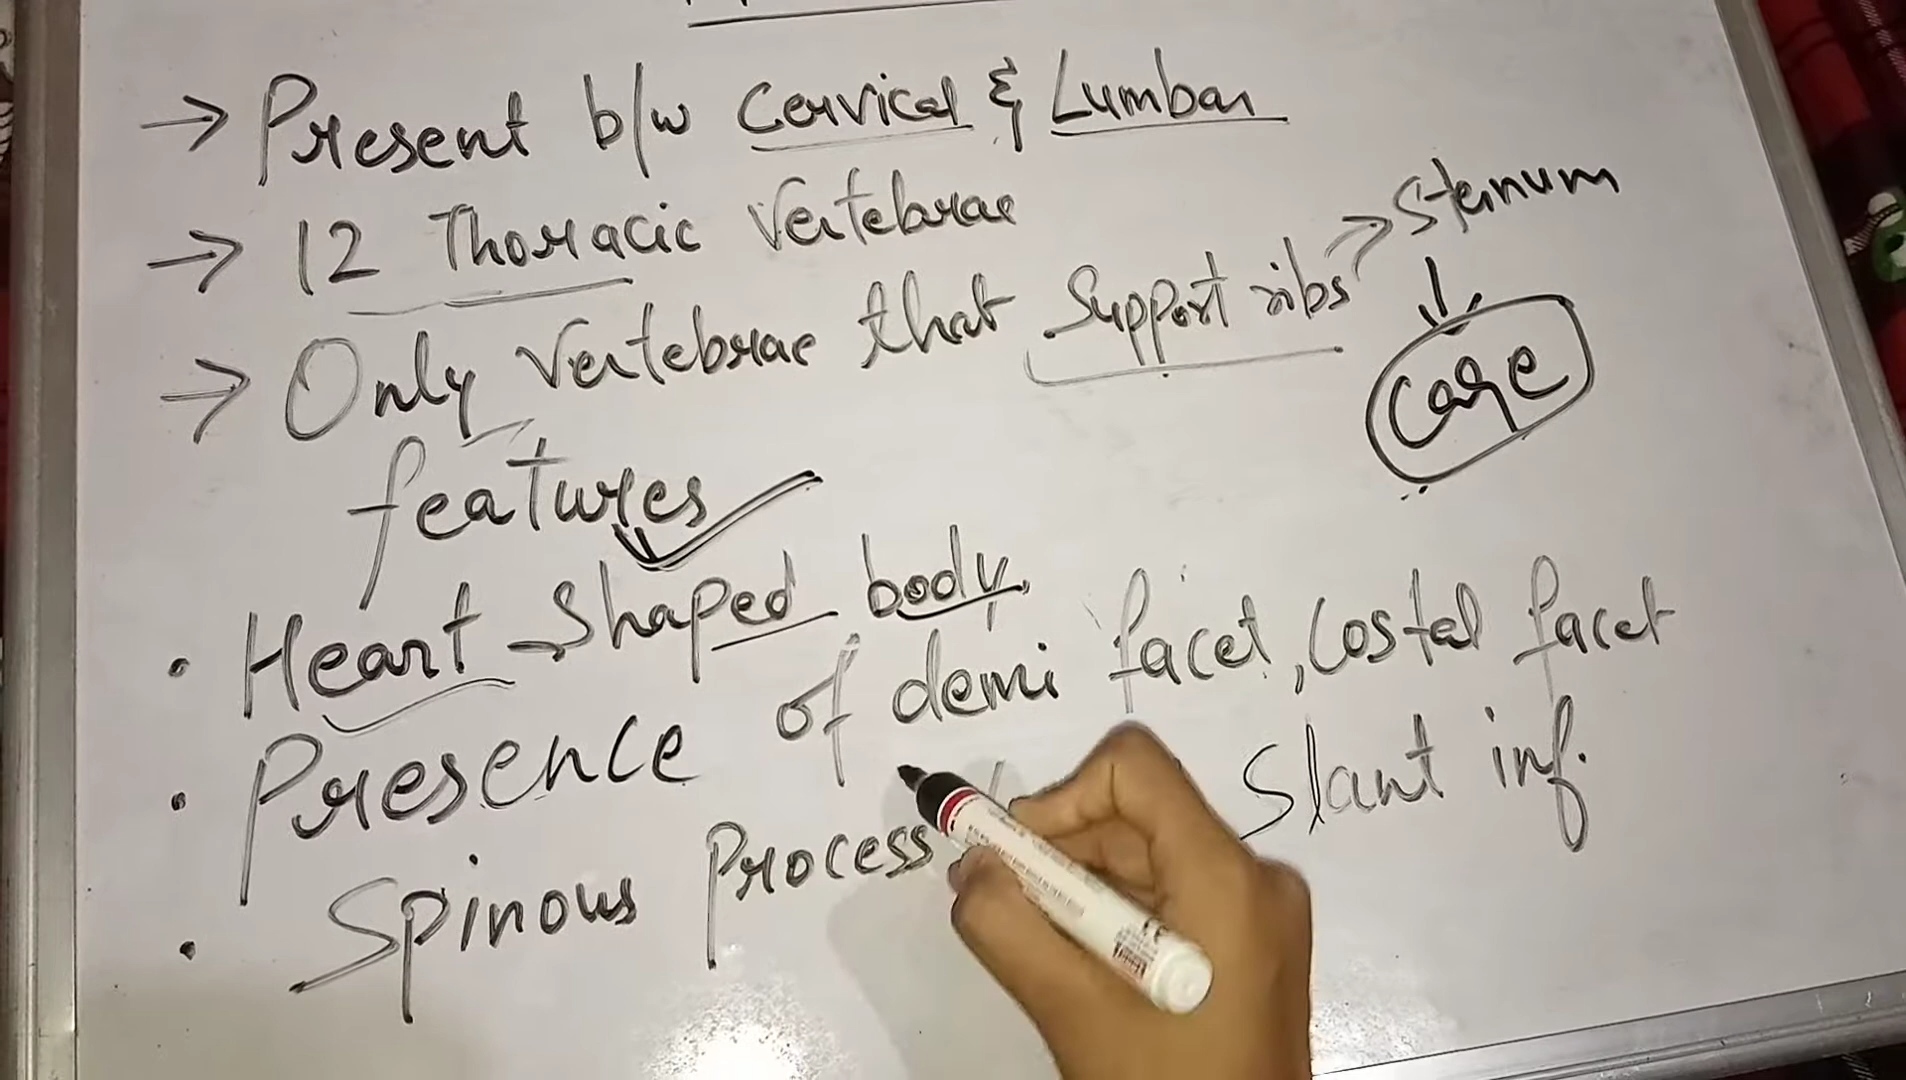 → Present b/w Cervical & Lumbar
→ 12 Thoracic Vertebrae
→ Only Vertebrae that Support ribs → Sternum
Cage
features
• Heart Shaped body
• Presence of demi facet, Costal facet
• Spinous Process Slant inf.